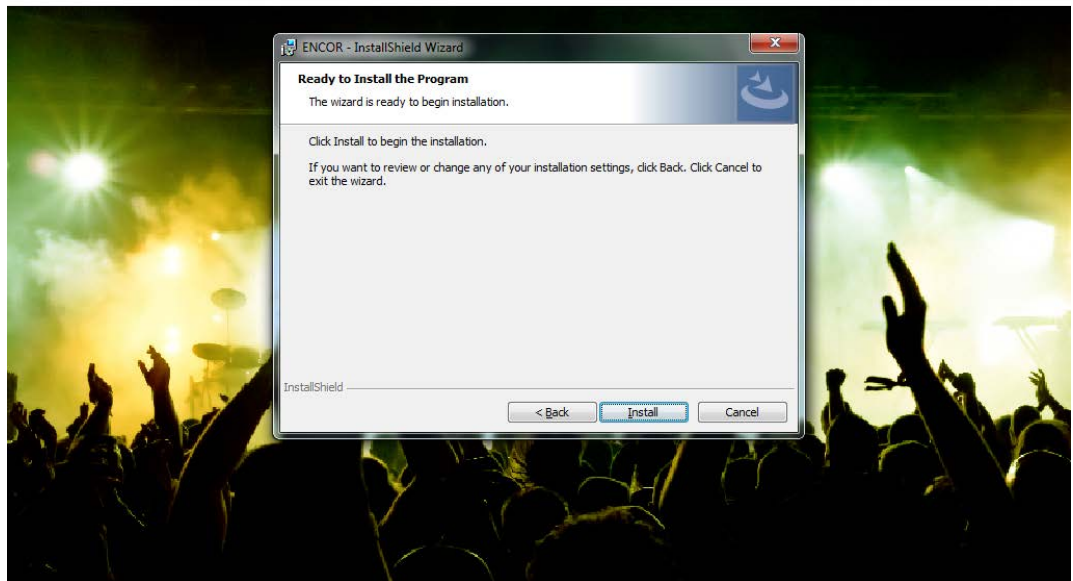 ENCOR - InstallShield Wizard
Ready to Install the Program
The wizard is ready to begin installation.
Click Install to begin the installation.
If you want to review or change any of your installation settings, click Back. Click Cancel to
exit the wizard.
InstallShield
< Back Install Cancel